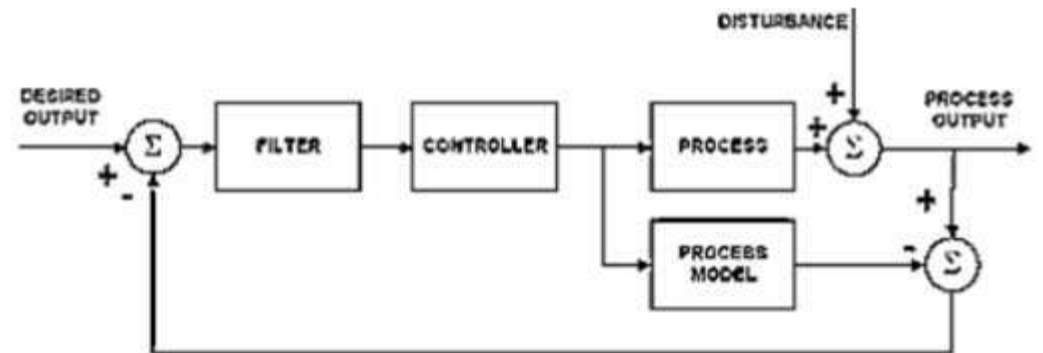 DISTURBANCE
+
DESIRED
OUTPUT
PROCESS
OUTPUT
Σ
FILTER
CONTROLLER
PROCESS
+
Σ
+
-
+
PROCESS
MODEL
-
Σ